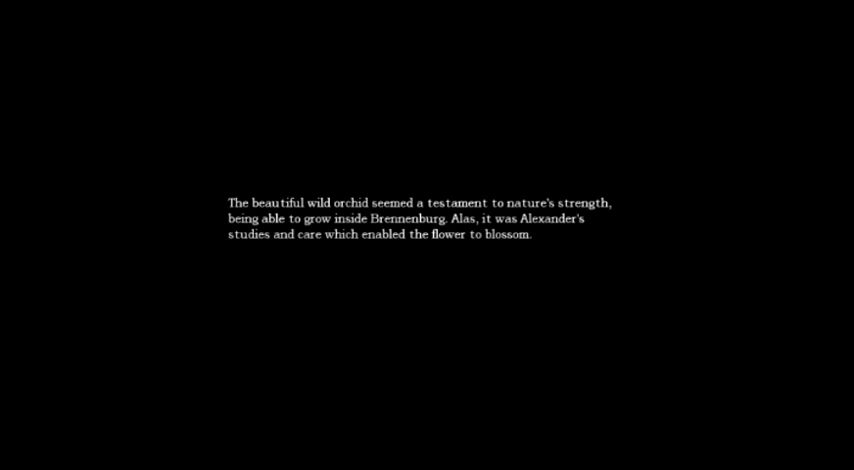 The beautiful wild orchid seemed a testament to nature's strength,
being able to grow inside Brennenburg. Alas, it was Alexander's
studies and care which enabled the flower to blossom.